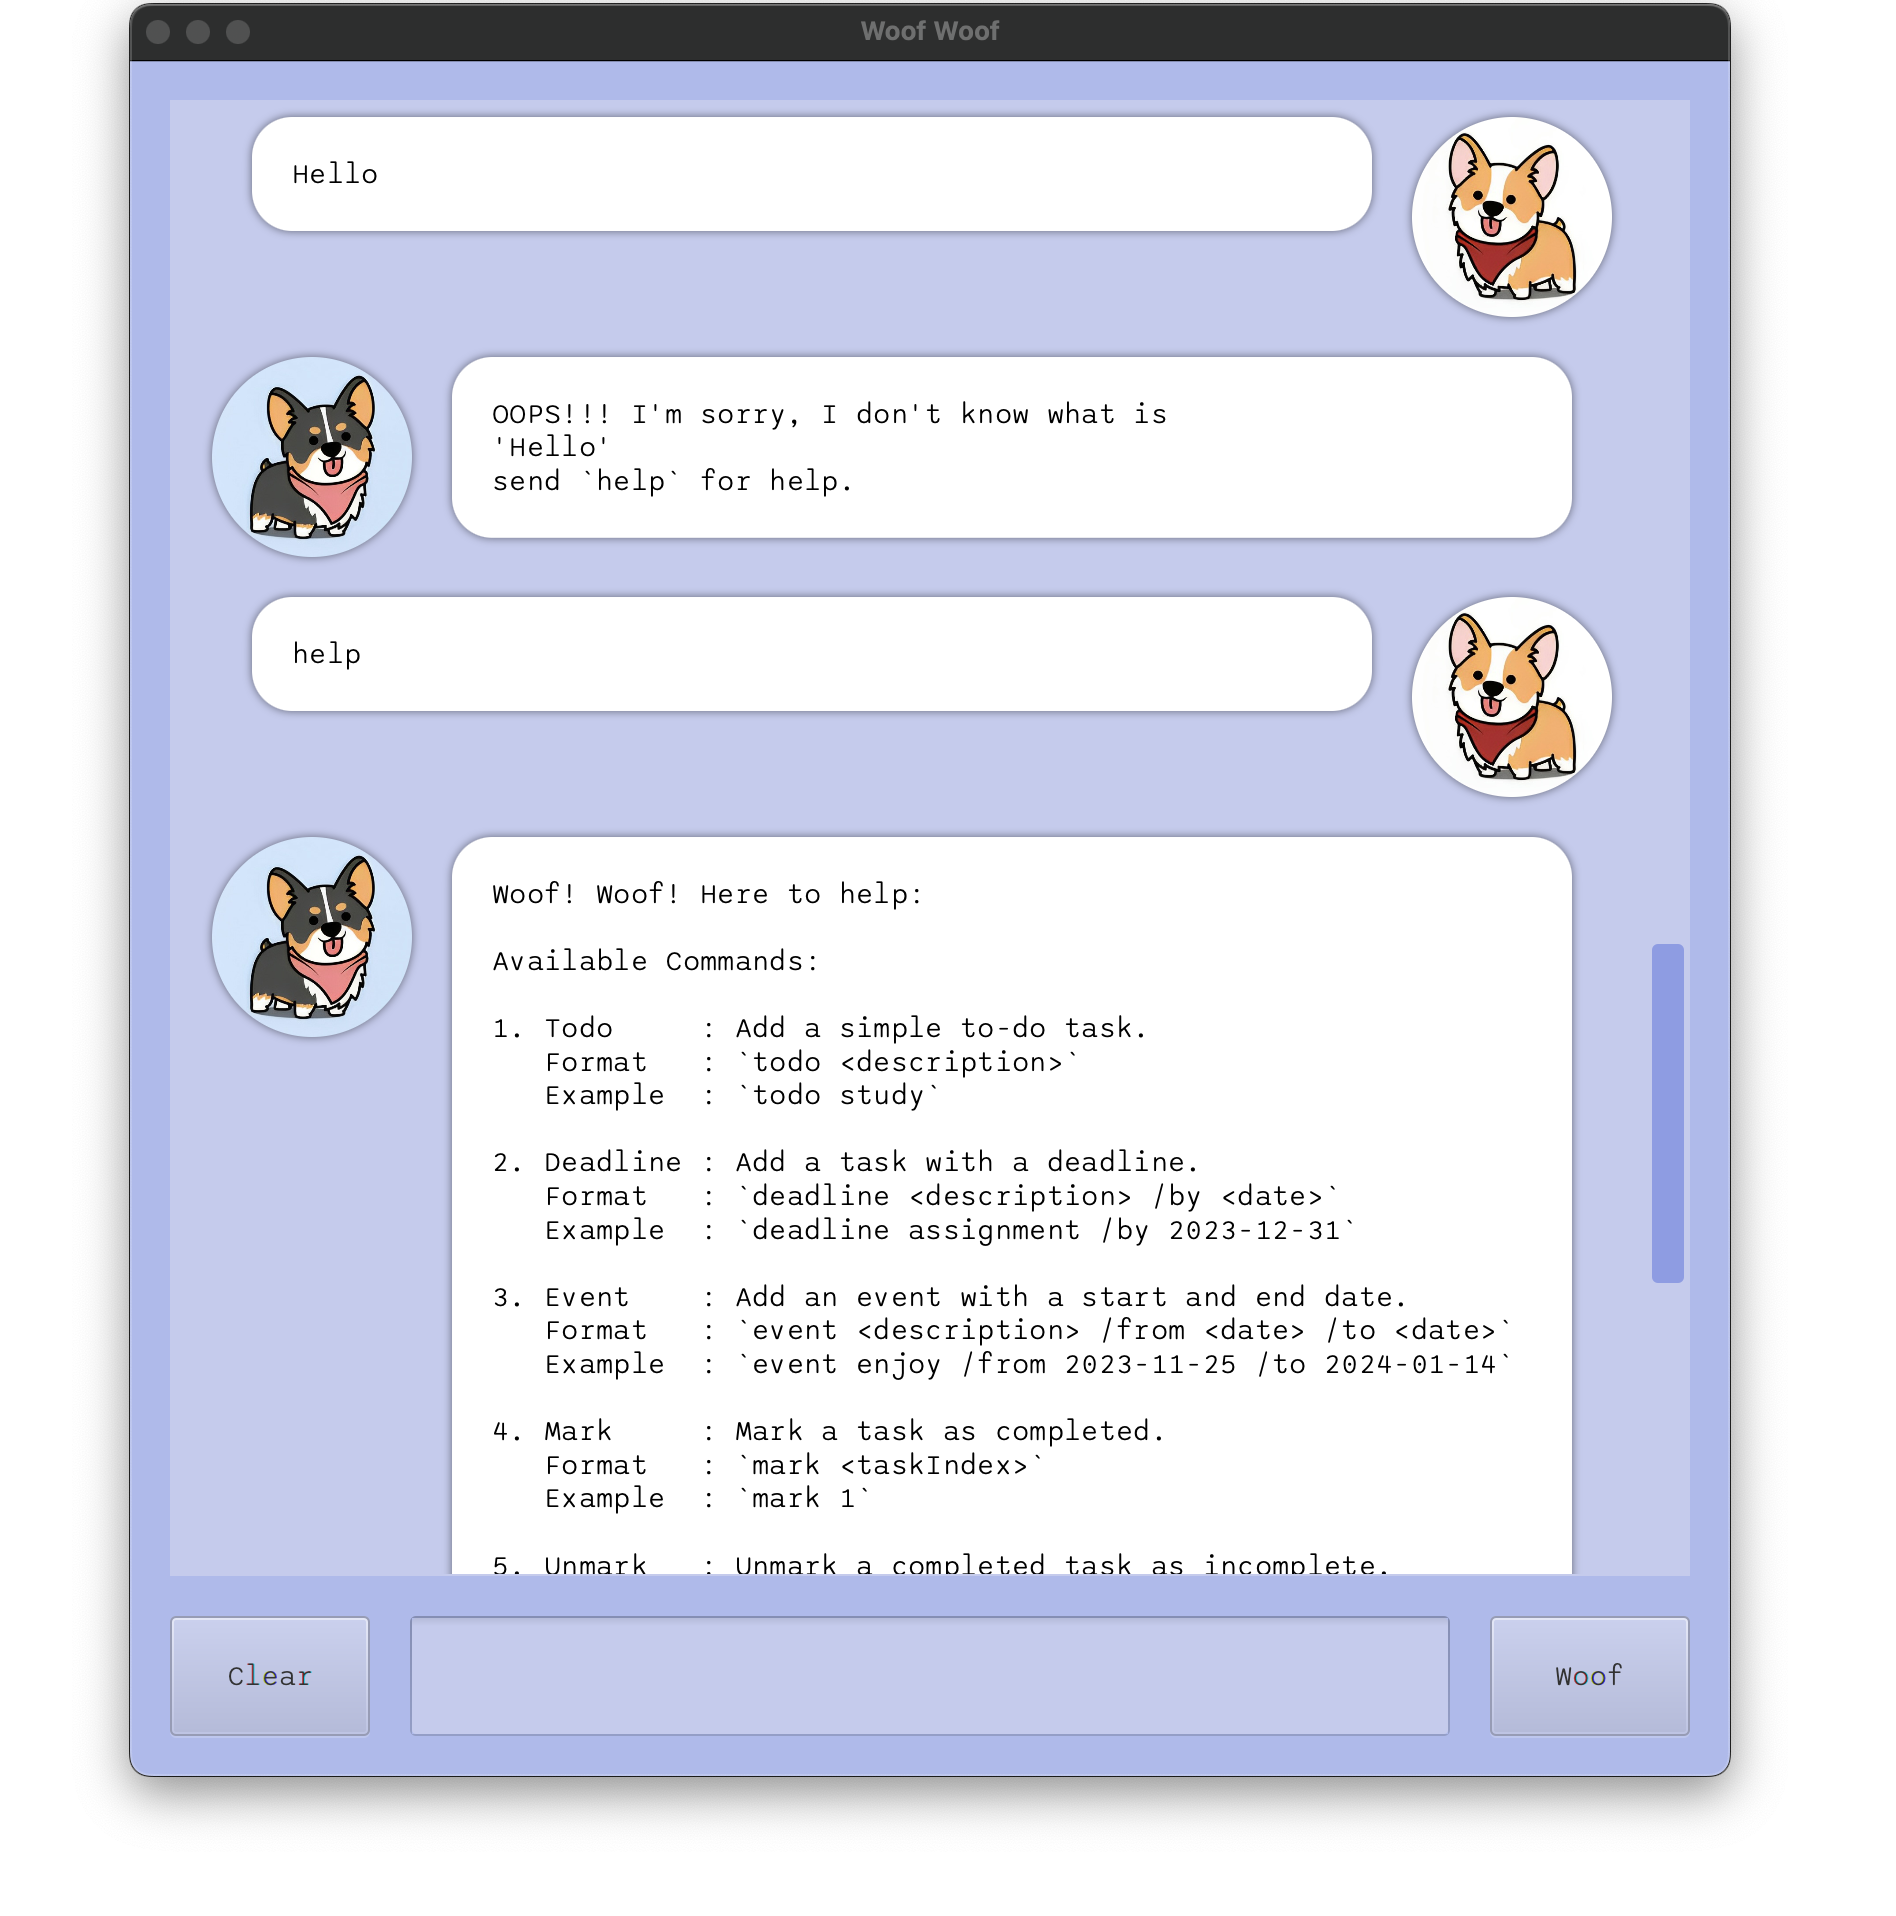 Woof Woof
Hello
OOPS!!! I'm sorry, I don't know what is
'Hello'
send `help` for help.
help
Woof! Woof! Here to help:
Available Commands:
1. Todo     : Add a simple to-do task.
   Format   : `todo <description>`
   Example  : `todo study`
2. Deadline : Add a task with a deadline.
   Format   : `deadline <description> /by <date>`
   Example  : `deadline assignment /by 2023-12-31`
3. Event    : Add an event with a start and end date.
   Format   : `event <description> /from <date> /to <date>`
   Example  : `event enjoy /from 2023-11-25 /to 2024-01-14`
4. Mark     : Mark a task as completed.
   Format   : `mark <taskIndex>`
   Example  : `mark 1`
5. Unmark   : Unmark a completed task as incomplete.
Clear
Woof